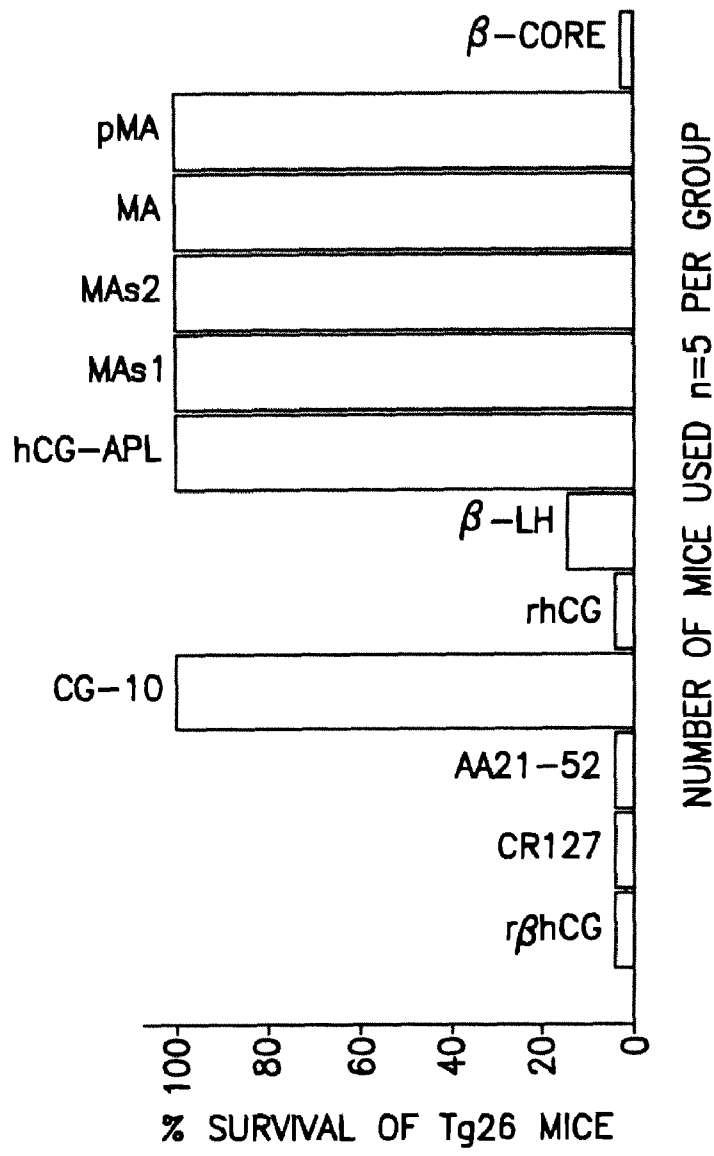 β-CORE
pMA
MA
MAs2
MAs1
hCG-APL
β-LH
rhCG
CG-10
AA21-52
CR127
rβhCG
100
80
60
40
20
0
% SURVIVAL OF Tg26 MICE
NUMBER OF MICE USED n=5 PER GROUP